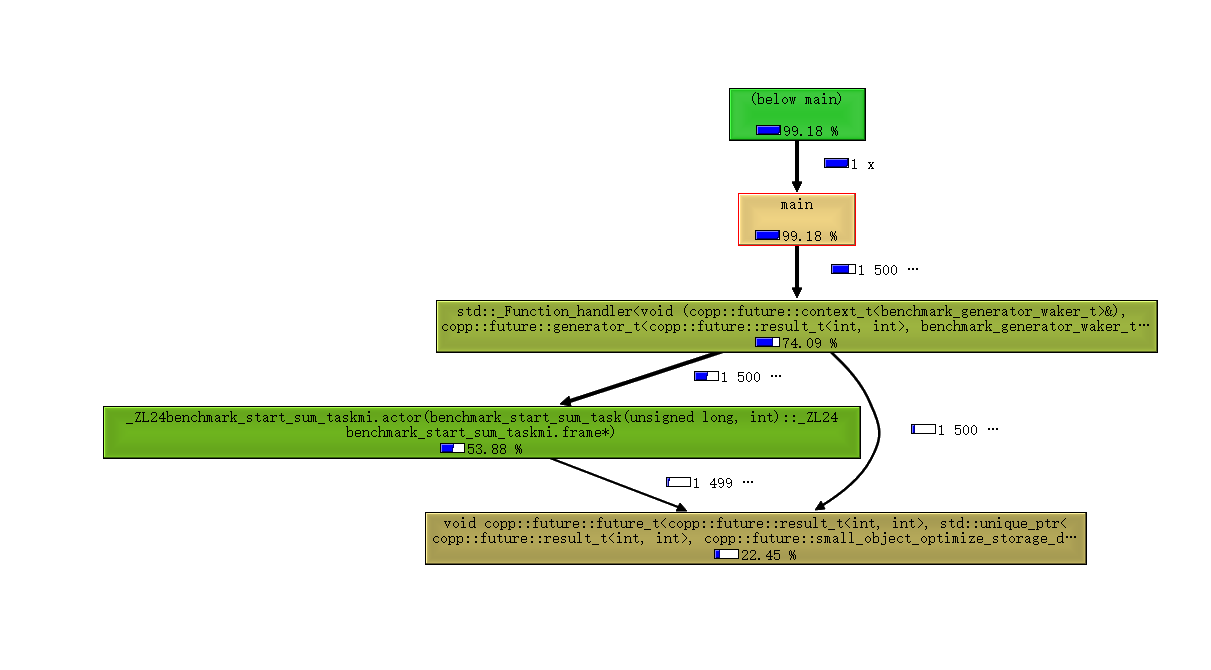 (below main)
99.18 %
1 x
main
99.18 %
1 500 ...
std::_Function_handler<void (copp::future::context_t<benchmark_generator_waker_t>&),
copp::future::generator_t<copp::future::result_t<int, int>, benchmark_generator_waker_t...
74.09 %
1 500 ...
_ZL24benchmark_start_sum_taskmi.actor(benchmark_start_sum_task(unsigned long, int)::_ZL24
benchmark_start_sum_taskmi.frame*)
53.88 %
1 500 ...
1 499 ...
void copp::future::future_t<copp::future::result_t<int, int>, std::unique_ptr<
copp::future::result_t<int, int>, copp::future::small_object_optimize_storage_d...
22.45 %